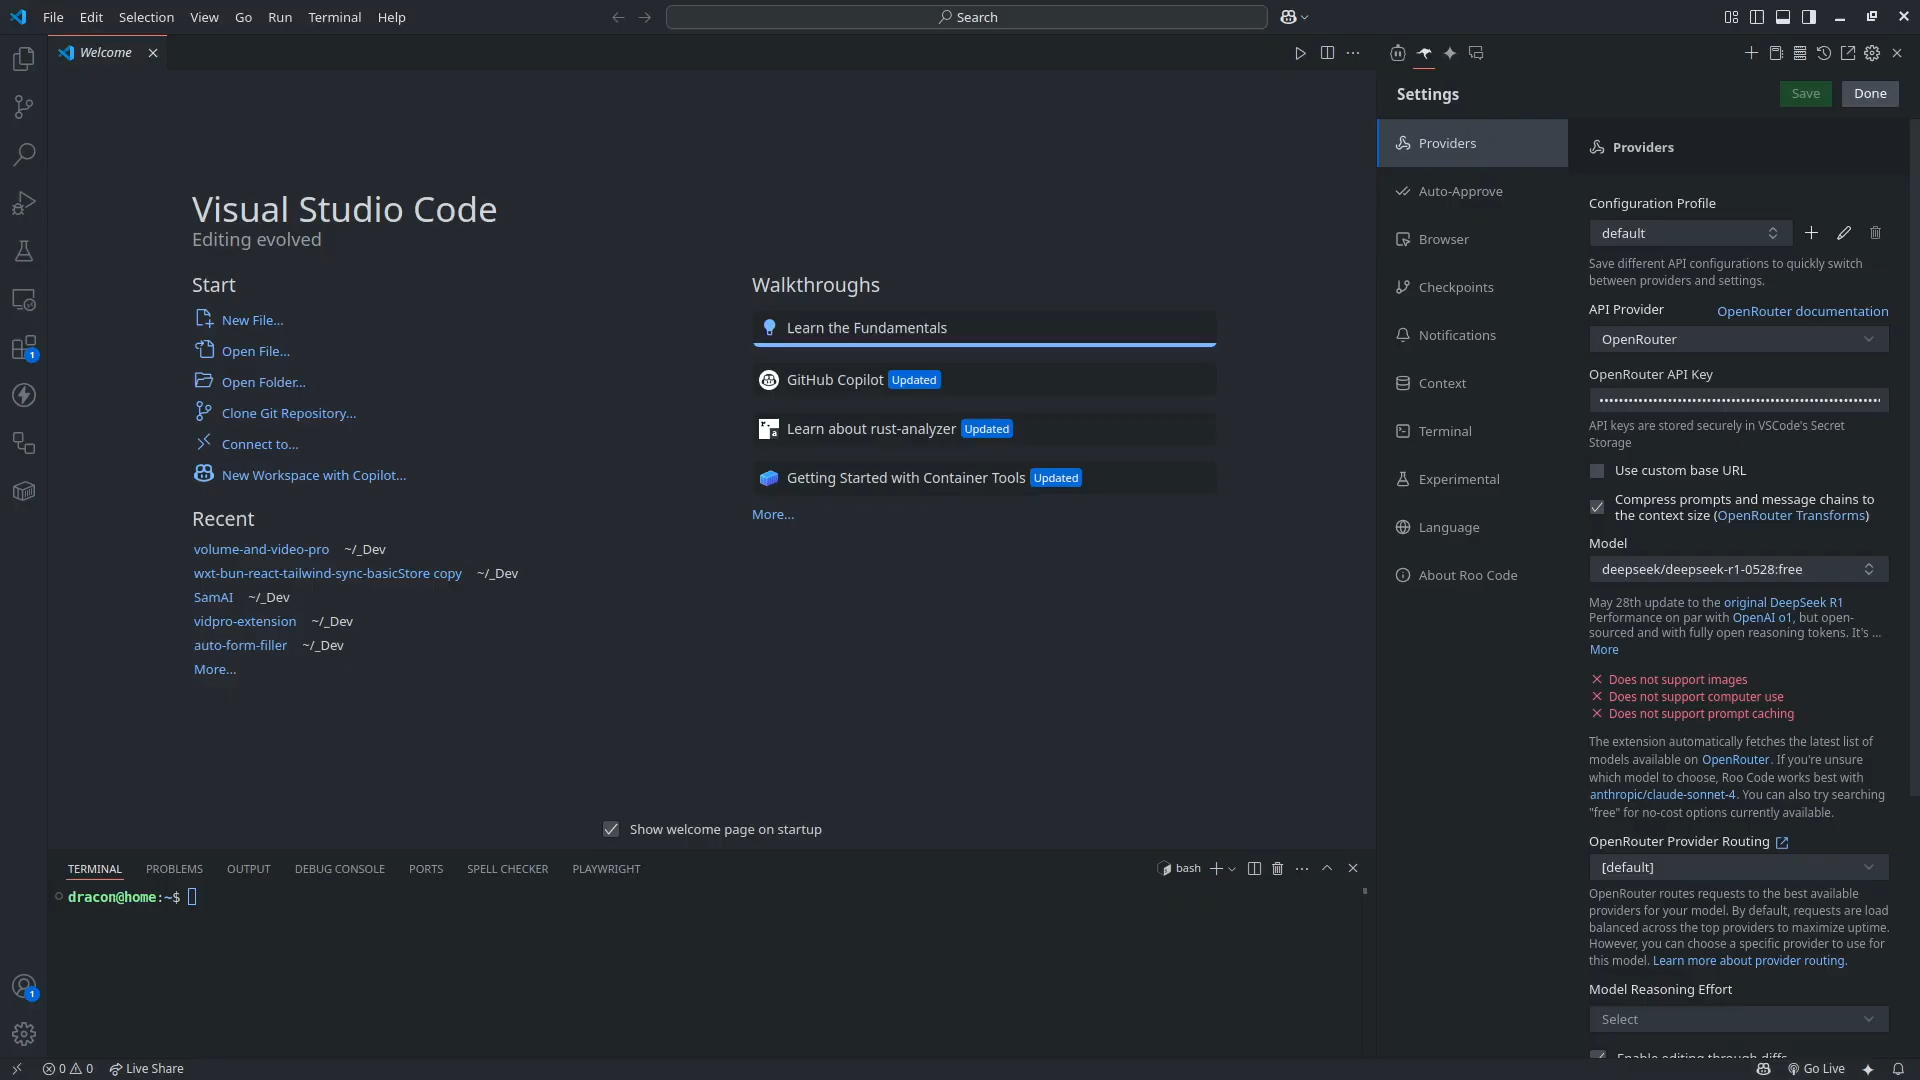 File Edit Selection View Go Run Terminal Help
Search
Welcome
Visual Studio Code
Editing evolved
Start
New File...
Open File...
Open Folder...
Clone Git Repository...
Connect to...
New Workspace with Copilot...
Recent
volume-and-video-pro ~/_Dev
wxt-bun-react-tailwind-sync-basicStore copy ~/_Dev
SamAI ~/_Dev
vidpro-extension ~/_Dev
auto-form-filler ~/_Dev
More...
Walkthroughs
Learn the Fundamentals
GitHub Copilot Updated
Learn about rust-analyzer Updated
Getting Started with Container Tools Updated
More...
Show welcome page on startup
1
1
TERMINAL PROBLEMS OUTPUT DEBUG CONSOLE PORTS SPELL CHECKER PLAYWRIGHT
bash
dracon@home:~$
Settings
Save Done
Providers
Auto-Approve
Browser
Checkpoints
Notifications
Context
Terminal
Experimental
Language
About Roo Code
Providers
Configuration Profile
default
Save different API configurations to quickly switch
between providers and settings.
API Provider OpenRouter documentation
OpenRouter
OpenRouter API Key
API keys are stored securely in VSCode's Secret
Storage
Use custom base URL
Compress prompts and message chains to
the context size (OpenRouter Transforms)
Model
deepseek/deepseek-r1-0528:free
May 28th update to the original DeepSeek R1
Performance on par with OpenAI o1, but open-
sourced and with fully open reasoning tokens. It's ...
More
Does not support images
Does not support computer use
Does not support prompt caching
The extension automatically fetches the latest list of
models available on OpenRouter. If you're unsure
which model to choose, Roo Code works best with
anthropic/claude-sonnet-4. You can also try searching
"free" for no-cost options currently available.
OpenRouter Provider Routing
[default]
OpenRouter routes requests to the best available
providers for your model. By default, requests are load
balanced across the top providers to maximize uptime.
However, you can choose a specific provider to use for
this model. Learn more about provider routing.
Model Reasoning Effort
Select
Enable editing through diffs
0 0 Live Share
Go Live